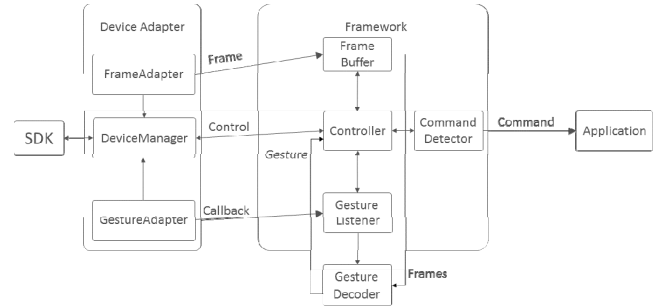 Device Adapter
Framework
Frame
Frame
Buffer
FrameAdapter
SDK
DeviceManager
Control
Controller
Command
Detector
Command
Application
Gesture
GestureAdapter
Callback
Gesture
Listener
Gesture
Decoder
Frames